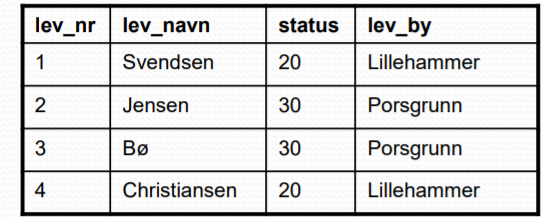 lev_nr lev_navn status lev_by
1 Svendsen 20 Lillehammer
2 Jensen 30 Porsgrunn
3 Bø 30 Porsgrunn
4 Christiansen 20 Lillehammer